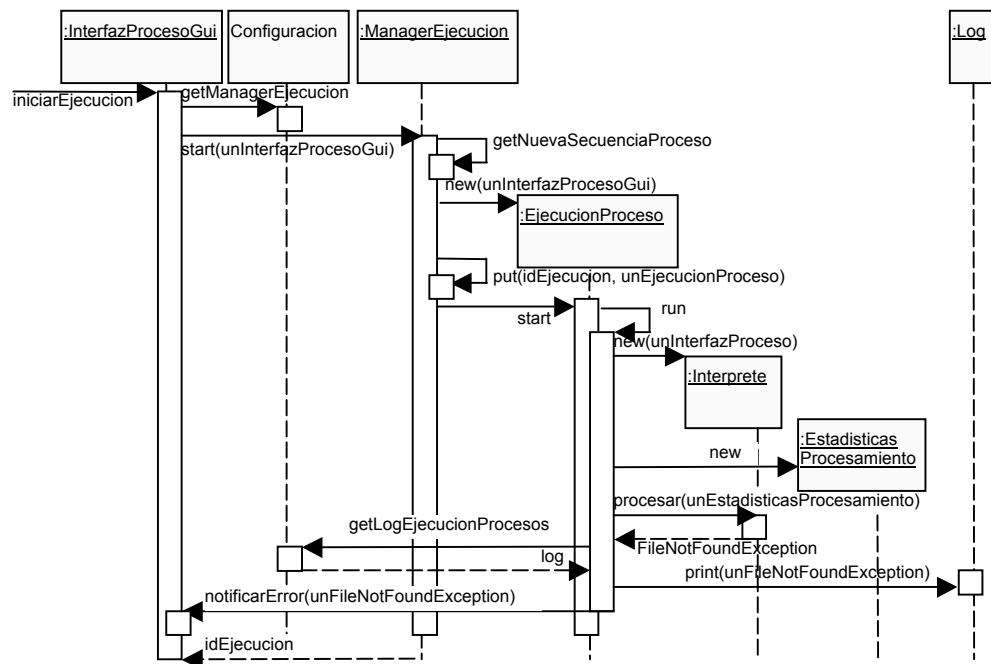 :InterfazProcesoGui
Configuracion
:ManagerEjecucion
:Log
iniciarEjecucion
getManagerEjecucion
start(unInterfazProcesoGui)
getNuevaSecuenciaProceso
new(unInterfazProcesoGui)
:EjecucionProceso
put(idEjecucion, unEjecucionProceso)
start
run
new(unInterfazProceso)
:Interprete
:Estadisticas
Procesamiento
new
procesar(unEstadisticasProcesamiento)
getLogEjecucionProcesos
FileNotFoundException
log
print(unFileNotFoundException)
notificarError(unFileNotFoundException)
idEjecucion